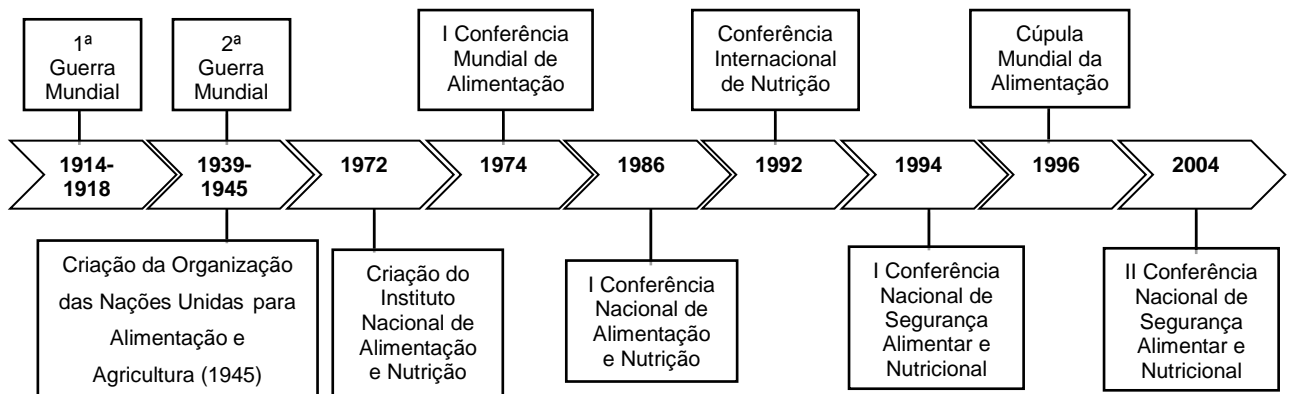 1ª
Guerra
Mundial
2ª
Guerra
Mundial
I Conferência
Mundial de
Alimentação
Conferência
Internacional
de Nutrição
Cúpula
Mundial da
Alimentação
1914-
1918
1939-
1945
1972
1974
1986
1992
1994
1996
2004
Criação da Organização
das Nações Unidas para
Alimentação e
Agricultura (1945)
Criação do
Instituto
Nacional de
Alimentação
e Nutrição
I Conferência
Nacional de
Alimentação
e Nutrição
I Conferência
Nacional de
Segurança
Alimentar e
Nutricional
II Conferência
Nacional de
Segurança
Alimentar e
Nutricional